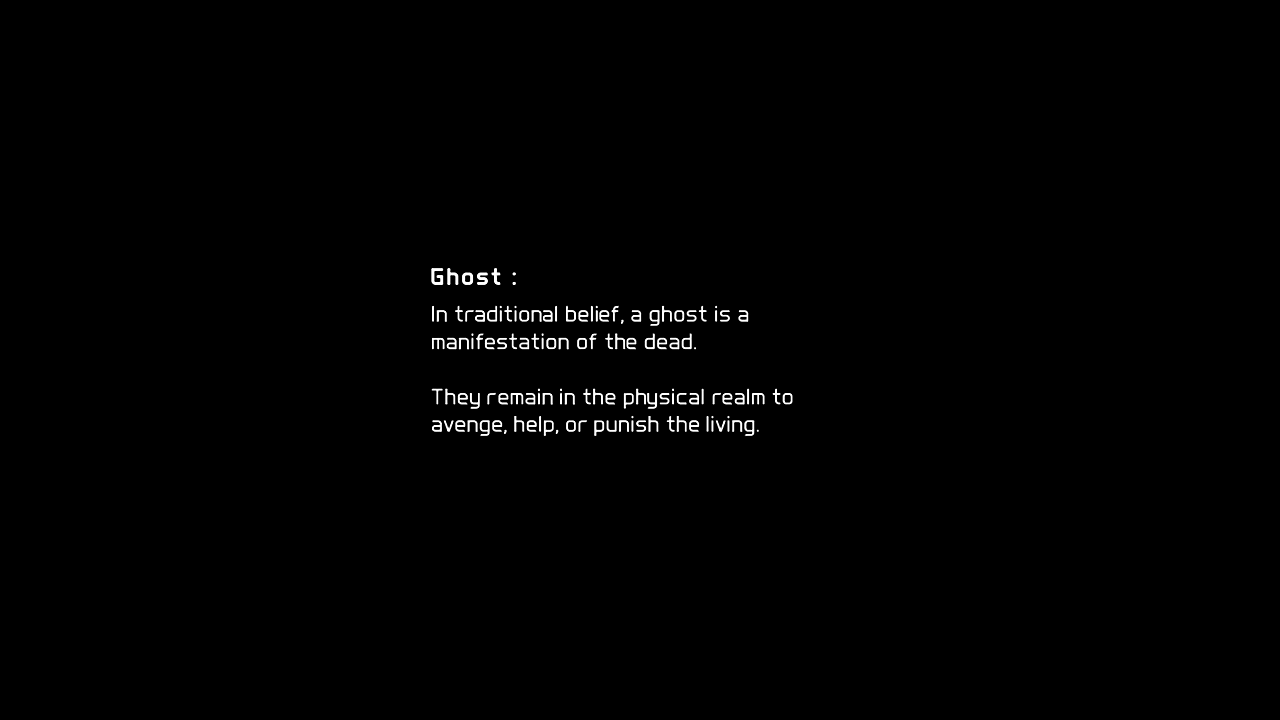 Ghost :
In traditional belief, a ghost is a
manifestation of the dead.
They remain in the physical realm to
avenge, help, or punish the living.